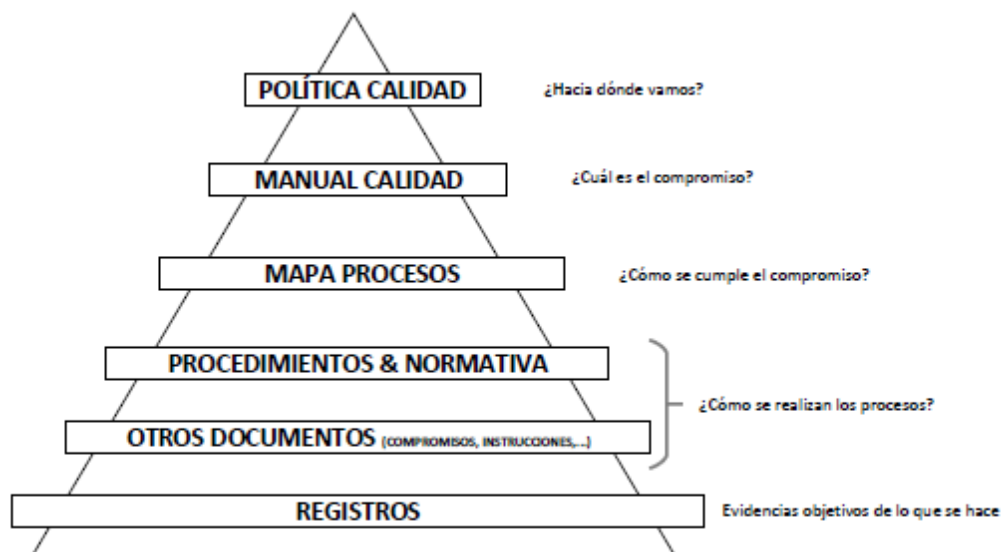 POLÍTICA CALIDAD
¿Hacia dónde vamos?
MANUAL CALIDAD
¿Cuál es el compromiso?
MAPA PROCESOS
¿Cómo se cumple el compromiso?
PROCEDIMIENTOS & NORMATIVA
¿Cómo se realizan los procesos?
OTROS DOCUMENTOS (COMPROMISOS, INSTRUCCIONES,...)
REGISTROS
Evidencias objetivos de lo que se hace